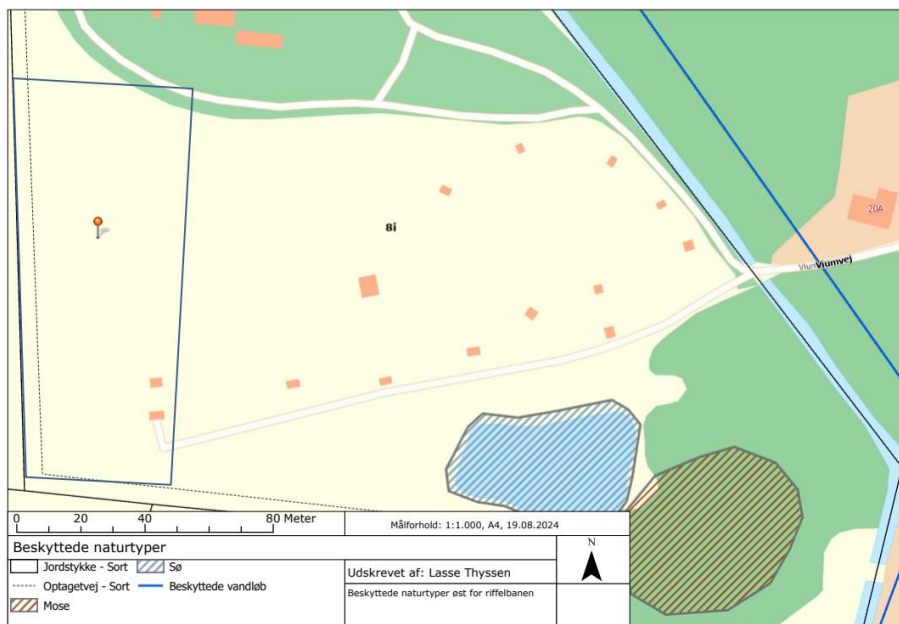 8i
20A
Viumvej
0 20 40 80 Meter
Målforhold: 1:1.000, A4, 19.08.2024
Beskyttede naturtyper
Jordstykke - Sort
Sø
Optagetvej - Sort
Beskyttede vandløb
Mose
Udskrevet af: Lasse Thyssen
Beskyttede naturtyper øst for riffelbanen
N